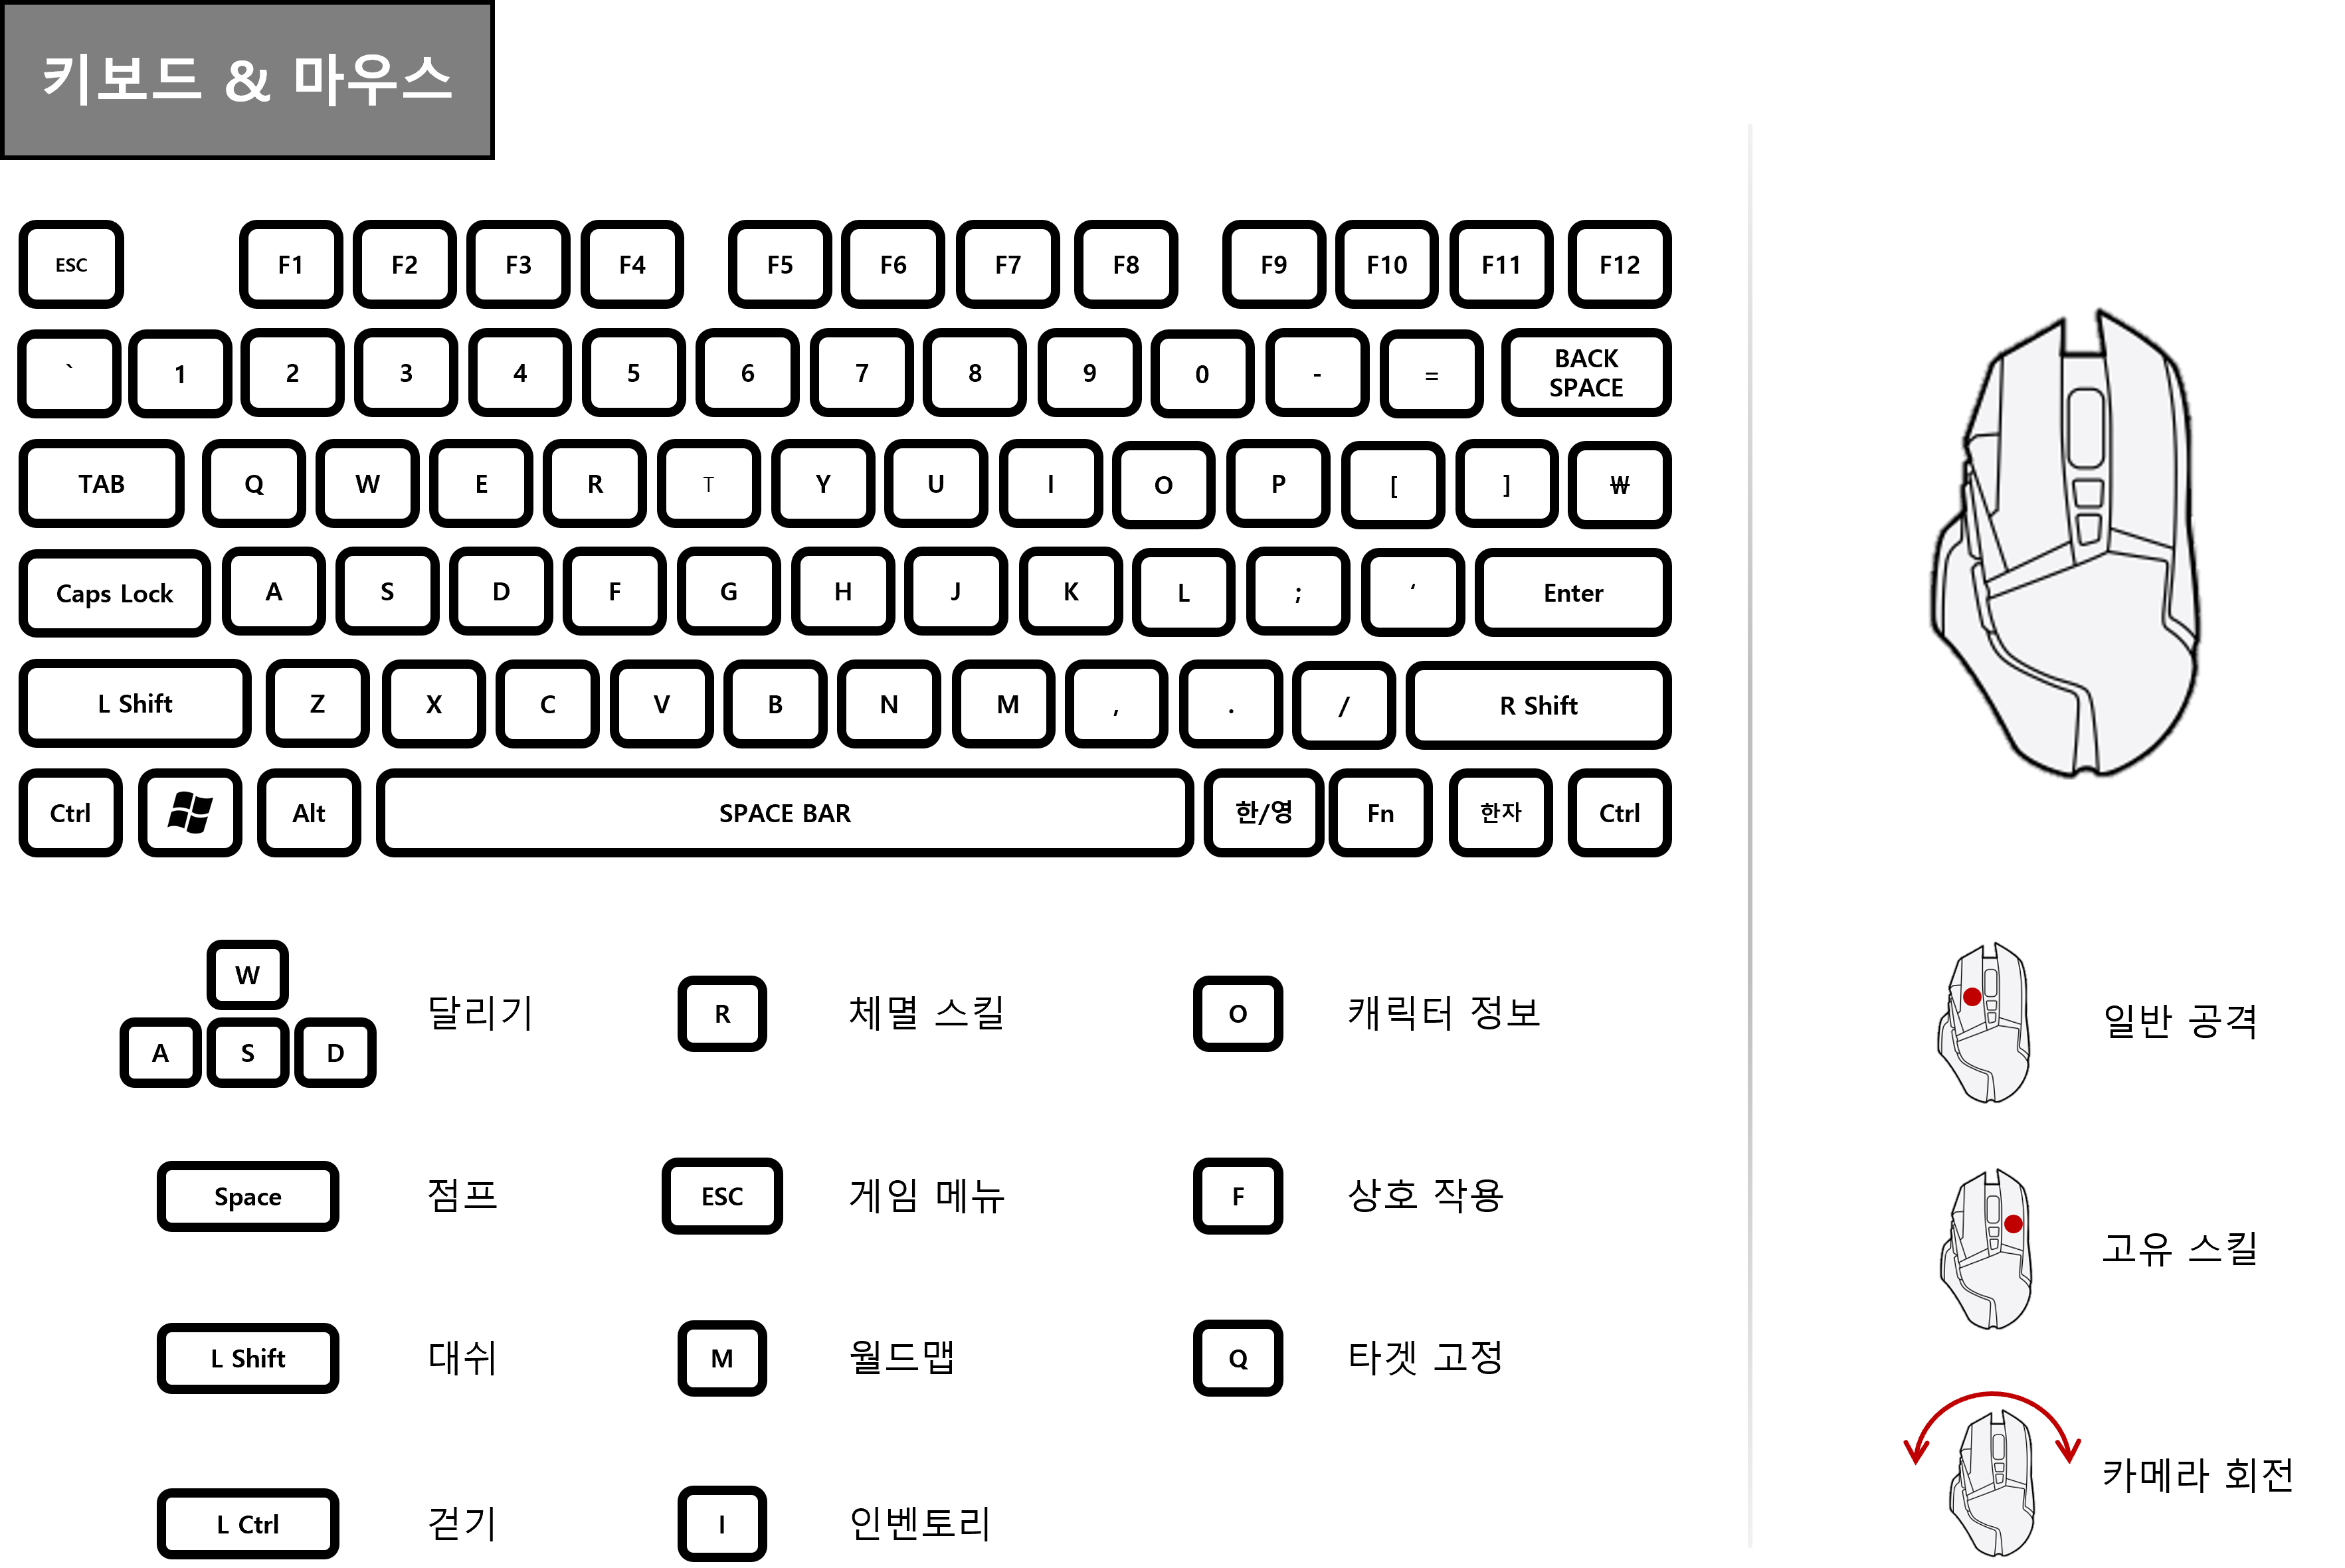 키보드 & 마우스
ESC F1 F2 F3 F4 F5 F6 F7 F8 F9 F10 F11 F12
` 1 2 3 4 5 6 7 8 9 0 - = BACK
SPACE
TAB Q W E R T Y U I O P [ ] ₩
Caps Lock A S D F G H J K L ; ‘ Enter
L Shift Z X C V B N M , . / R Shift
Ctrl Alt SPACE BAR 한/영 Fn 한자 Ctrl
W
A S D
달리기
R 체멸 스킬
O 캐릭터 정보
Space 점프
ESC 게임 메뉴
F 상호 작용
L Shift 대쉬
M 월드맵
Q 타겟 고정
L Ctrl 걷기
I 인벤토리
일반 공격
고유 스킬
카메라 회전